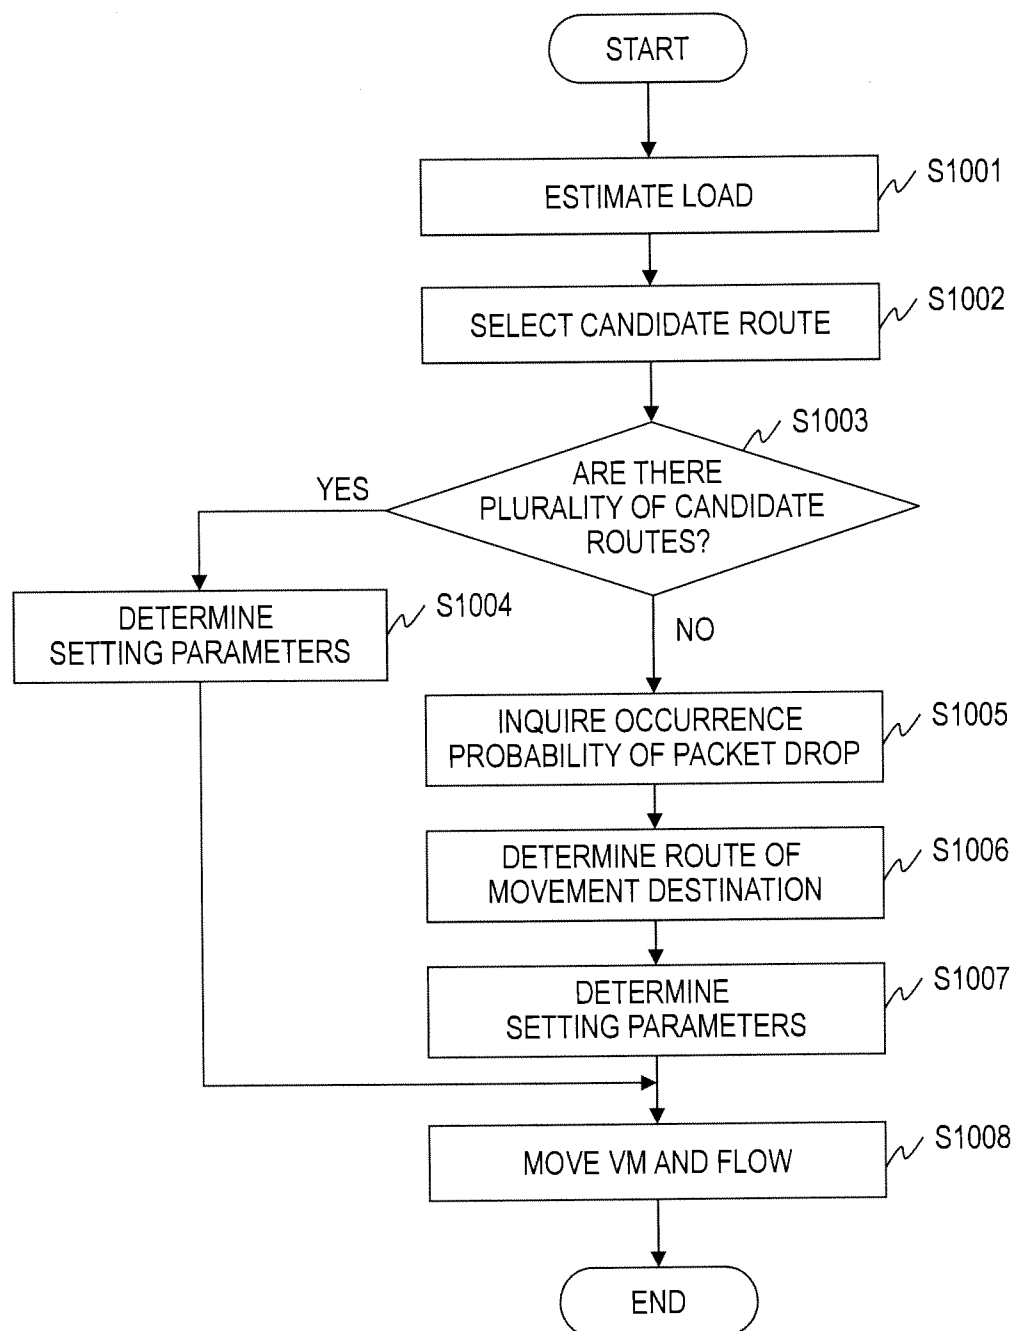 START
ESTIMATE LOAD
S1001
SELECT CANDIDATE ROUTE
S1002
S1003
ARE THERE
PLURALITY OF CANDIDATE
ROUTES?
YES
NO
DETERMINE
SETTING PARAMETERS
S1004
INQUIRE OCCURRENCE
PROBABILITY OF PACKET DROP
S1005
DETERMINE ROUTE OF
MOVEMENT DESTINATION
S1006
DETERMINE
SETTING PARAMETERS
S1007
MOVE VM AND FLOW
S1008
END